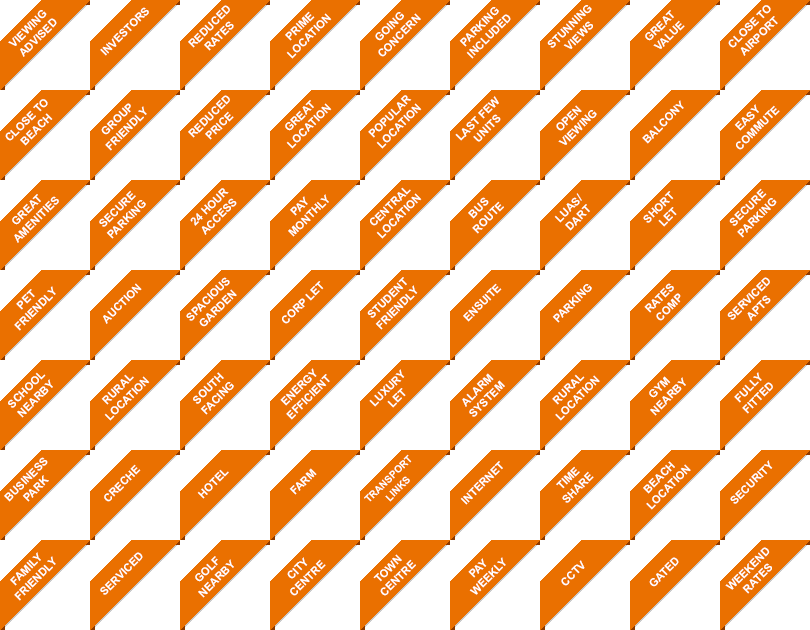 VIEWING
ADVISED
INVESTORS
REDUCED
RATES
PRIME
LOCATION
GOING
CONCERN
PARKING
INCLUDED
STUNNING
VIEWS
GREAT
VALUE
CLOSE TO
AIRPORT
CLOSE TO
BEACH
GROUP
FRIENDLY
REDUCED
PRICE
GREAT
LOCATION
POPULAR
LOCATION
LAST FEW
UNITS
OPEN
VIEWING
BALCONY
EASY
COMMUTE
GREAT
AMENITIES
SECURE
PARKING
24 HOUR
ACCESS
PAY
MONTHLY
CENTRAL
LOCATION
BUS
ROUTE
LUAS/
DART
SHORT
LET
SECURE
PARKING
PET
FRIENDLY
AUCTION
SPACIOUS
GARDEN
CORP LET
STUDENT
FRIENDLY
ENSUITE
PARKING
RATES
COMP
SERVICED
APTS
SCHOOL
NEARBY
RURAL
LOCATION
SOUTH
FACING
ENERGY
EFFICIENT
LUXURY
LET
ALARM
SYSTEM
RURAL
LOCATION
GYM
NEARBY
FULLY
FITTED
BUSINESS
PARK
CRECHE
HOTEL
FARM
TRANSPORT
LINKS
INTERNET
TIME
SHARE
BEACH
LOCATION
SECURITY
FAMILY
FRIENDLY
SERVICED
GOLF
NEARBY
CITY
CENTRE
TOWN
CENTRE
PAY
WEEKLY
CCTV
GATED
WEEKEND
RATES